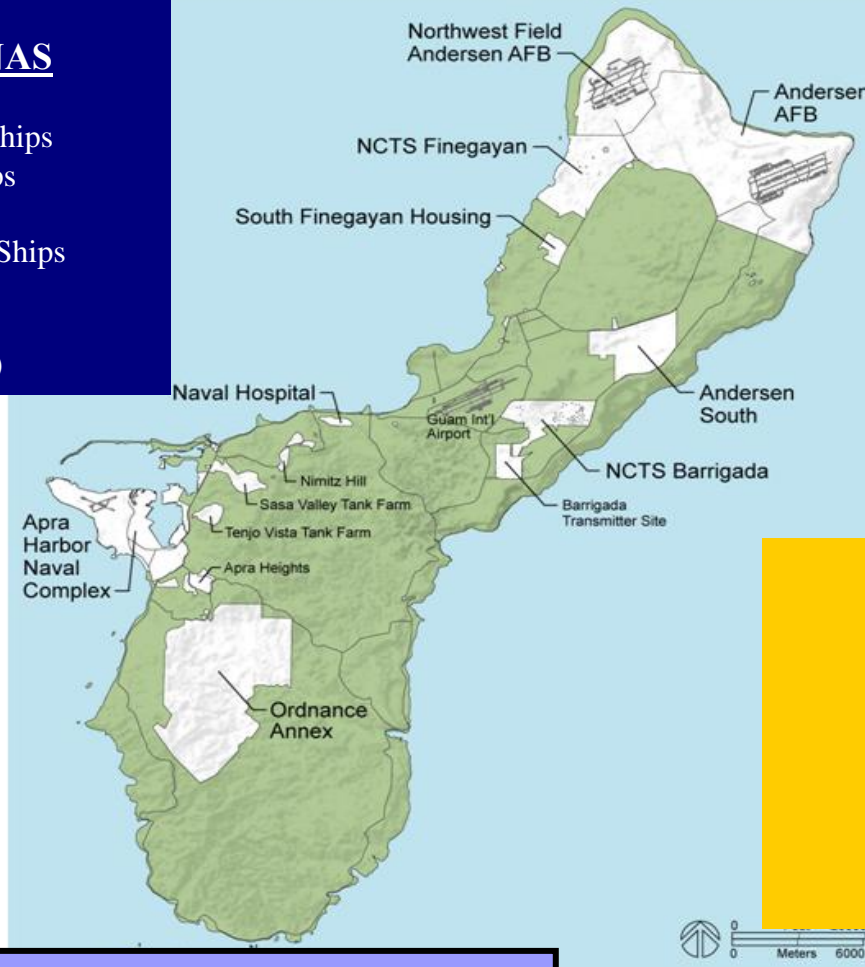 NAS
hips
os
Ships
)
Northwest Field
Andersen AFB
Andersen
AFB
NCTS Finegayan
South Finegayan Housing
Naval Hospital
Guam Int'l
Airport
Andersen
South
NCTS Barrigada
Nimitz Hill
Sasa Valley Tank Farm
Barrigada
Transmitter Site
Apra
Harbor
Naval
Complex
Tenjo Vista Tank Farm
Apra Heights
Ordnance
Annex
0
0
Meters 6000